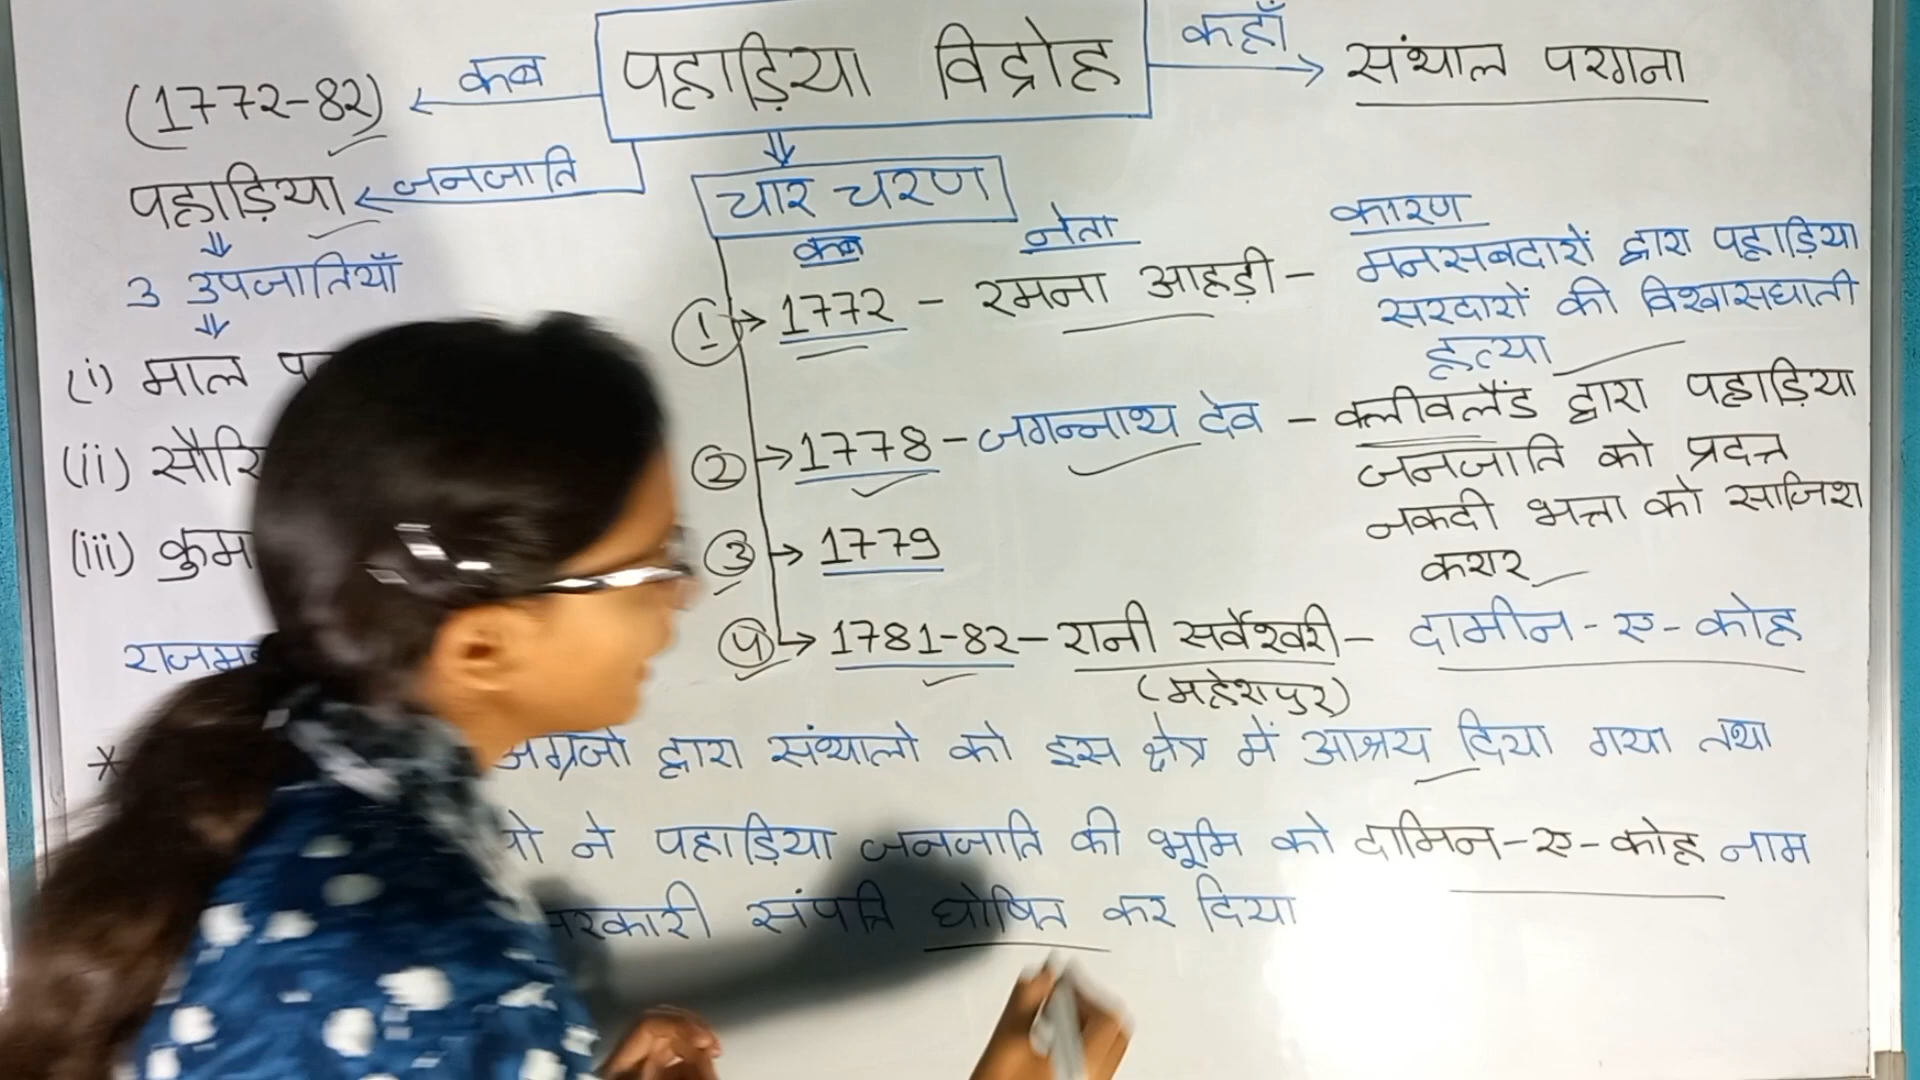 पहाड़िया विद्रोह
कब
(1772-82)
कहाँ
संथाल परगना
जनजाति
पहाड़िया
3 उपजातियाँ
(i) माल
(ii)
(iii)
चार चरण
कब
नेता
कारण
① 1772 - रमना आहड़ी - मनसबदारों द्वारा पहाड़िया
सरदारों की विश्वासघाती
हत्या
② 1778 - जगन्नाथ देव - क्लीवलैंड द्वारा पहाड़िया
जनजाति को प्रदत्त
नकदी भत्ता को साजिश
करार
③ 1779
④ 1781-82 - रानी सर्वेश्वरी - दामीन-ए-कोह
(महेशपुर)
* अंग्रजो द्वारा संथालो को इस क्षेत्र में आश्रय दिया गया तथा
ने पहाड़िया जनजाति की भूमि को दामिन-ए-कोह नाम
सरकारी संपत्ति घोषित कर दिया